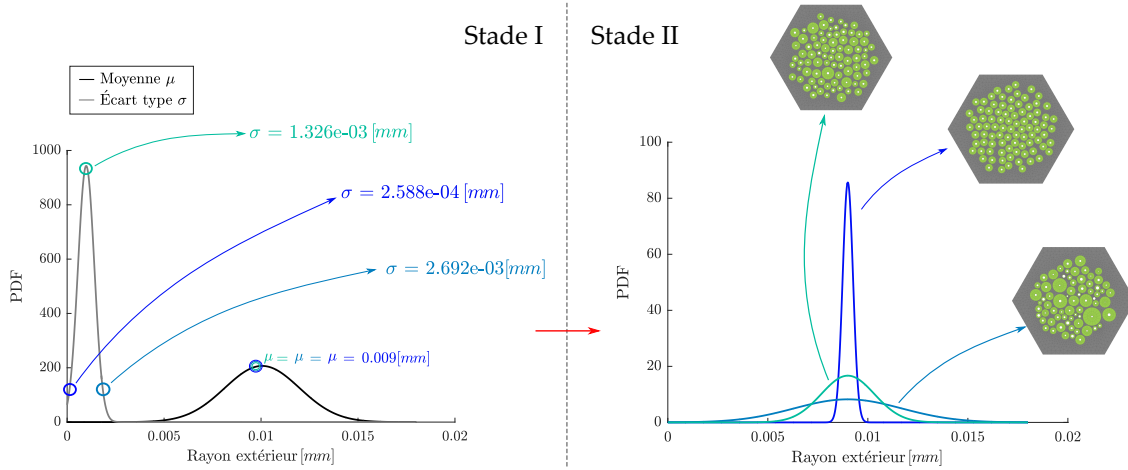 Stade I
Stade II
Moyenne μ
Écart type σ
σ = 1.326e-03 [mm]
σ = 2.588e-04 [mm]
σ = 2.692e-03[mm]
μ = μ = μ = 0.009[mm]
PDF
1000
800
600
400
200
0
0
0.005
0.01
0.015
0.02
Rayon extérieur [mm]
PDF
100
80
60
40
20
0
0
0.005
0.01
0.015
0.02
Rayon extérieur [mm]